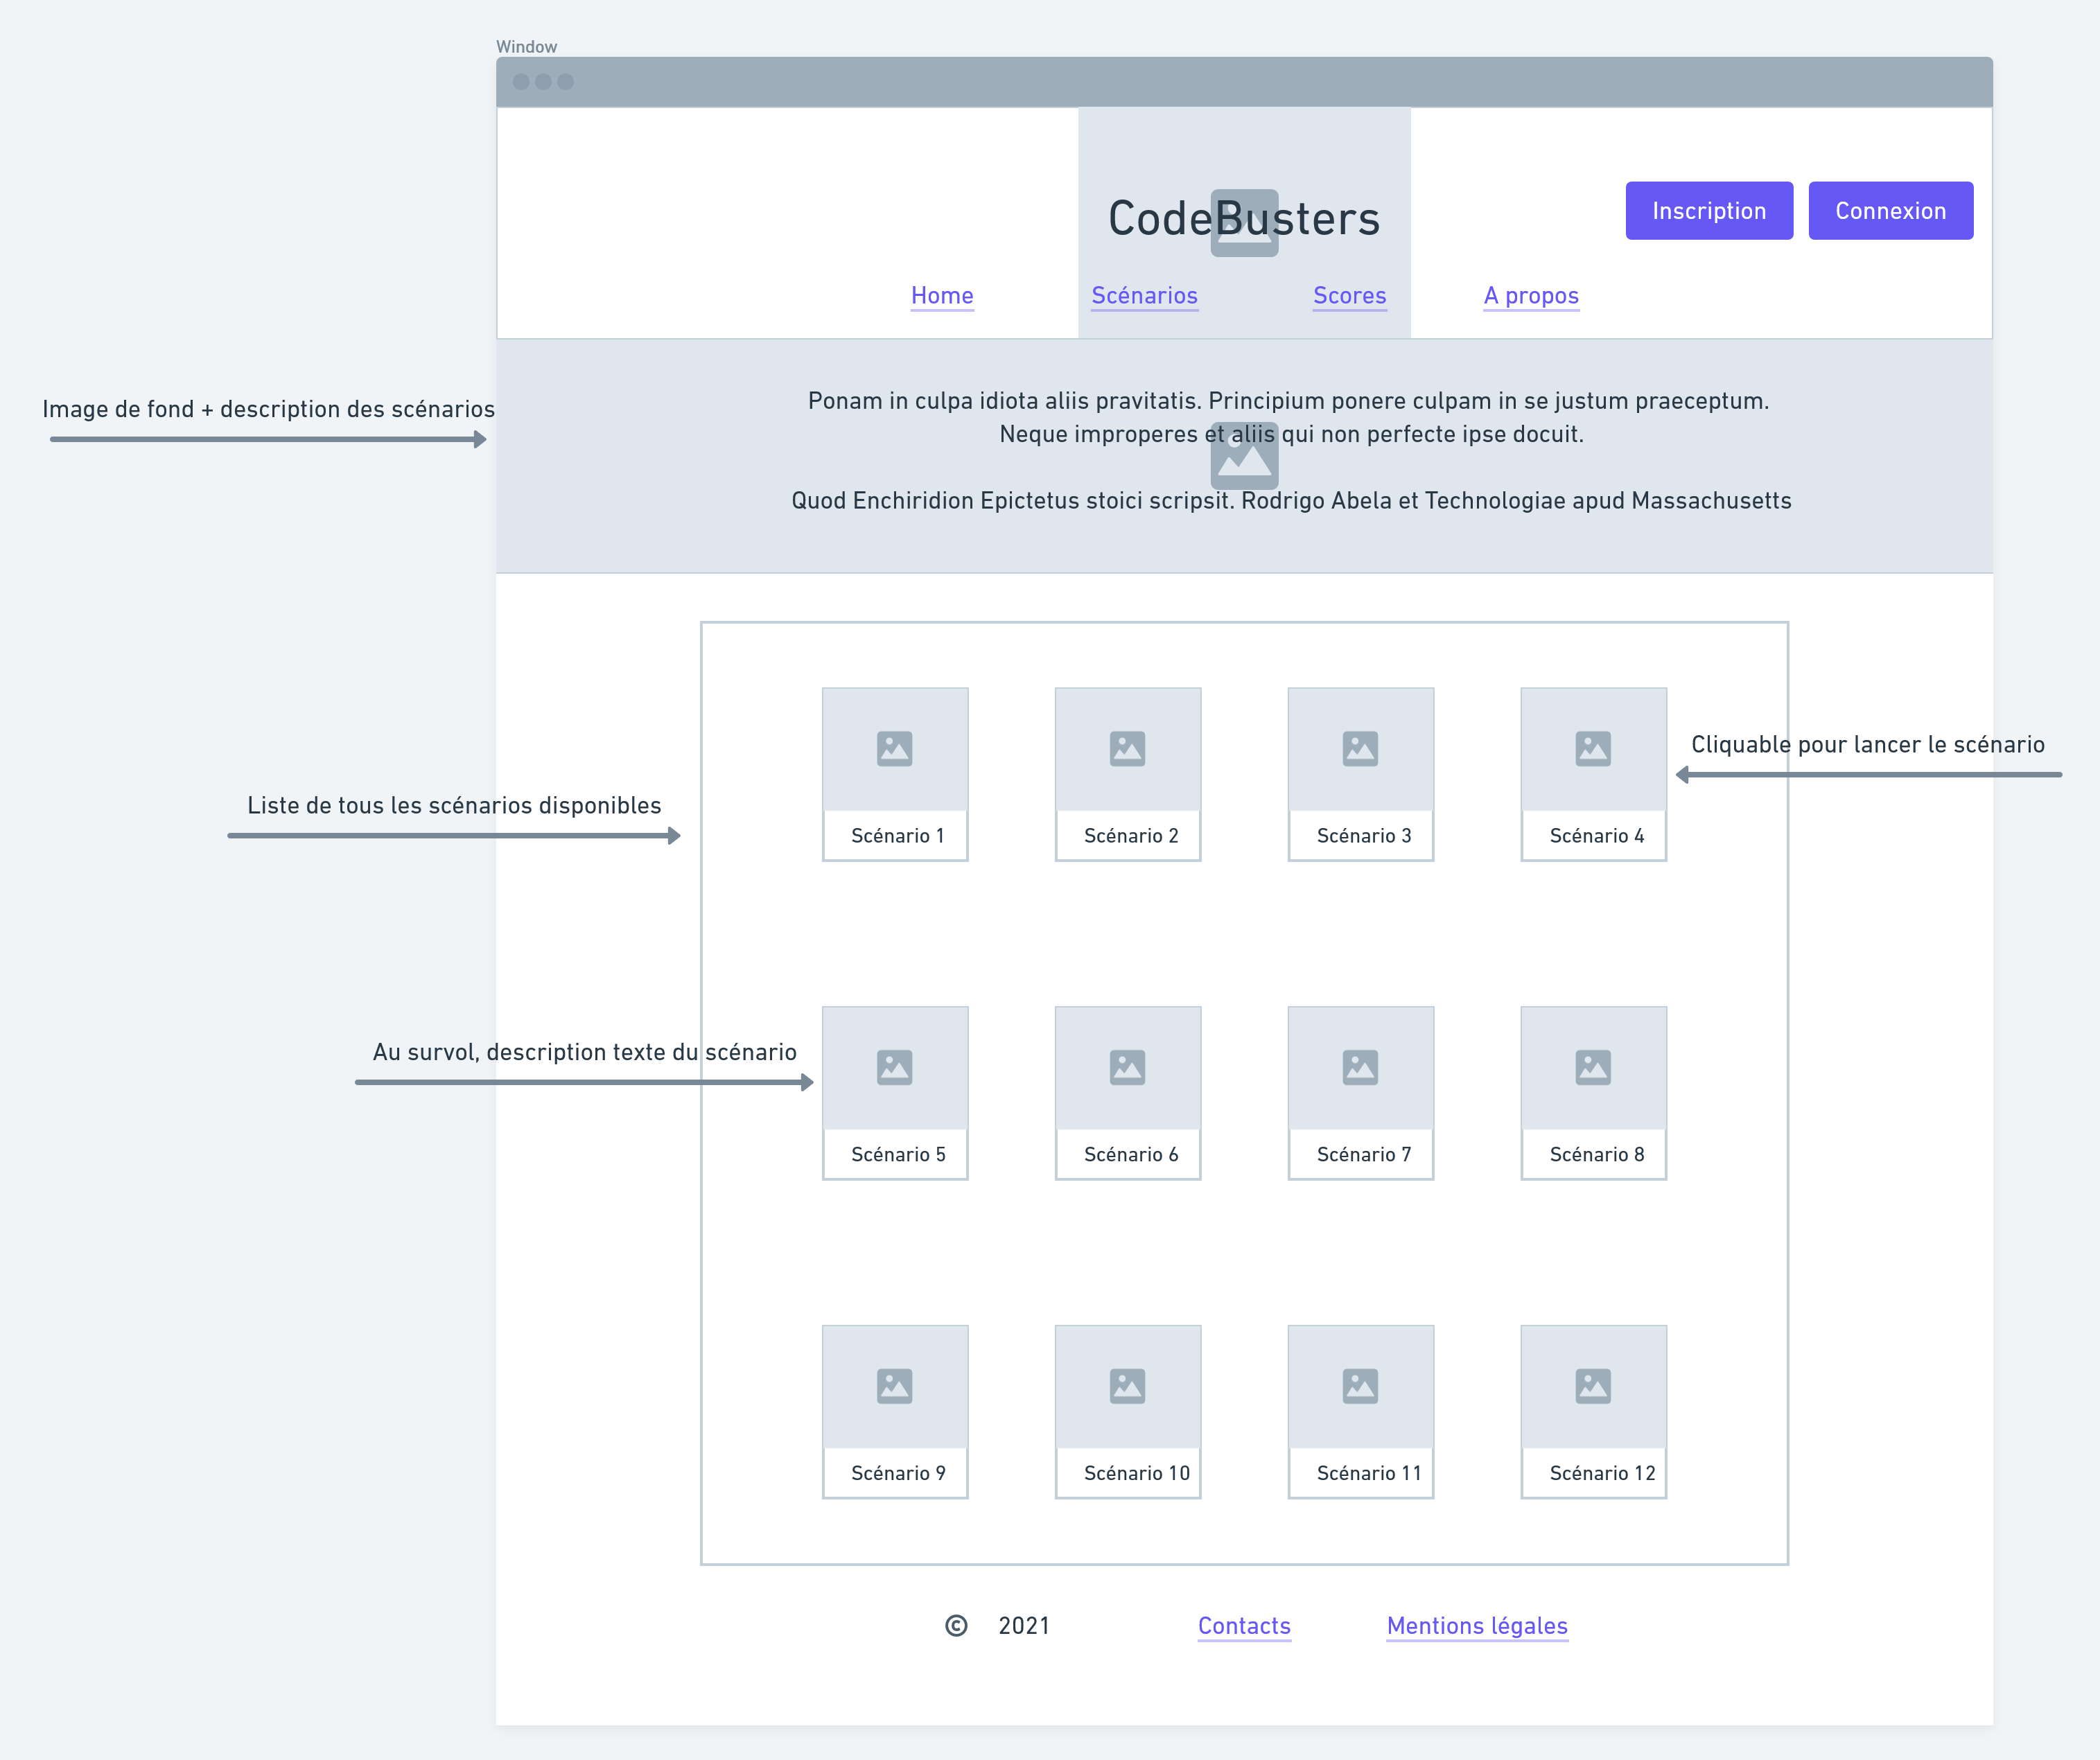 Window
CodeBusters
Inscription
Connexion
Home
Scénarios
Scores
A propos
Image de fond + description des scénarios
Ponam in culpa idiota aliis pravitatis. Principium ponere culpam in se justum praeceptum.
Neque improperes et aliis qui non perfecte ipse docuit.
Quod Enchiridion Epictetus stoici scripsit. Rodrigo Abela et Technologiae apud Massachusetts
Cliquable pour lancer le scénario
Liste de tous les scénarios disponibles
Scénario 1
Scénario 2
Scénario 3
Scénario 4
Au survol, description texte du scénario
Scénario 5
Scénario 6
Scénario 7
Scénario 8
Scénario 9
Scénario 10
Scénario 11
Scénario 12
© 2021
Contacts
Mentions légales